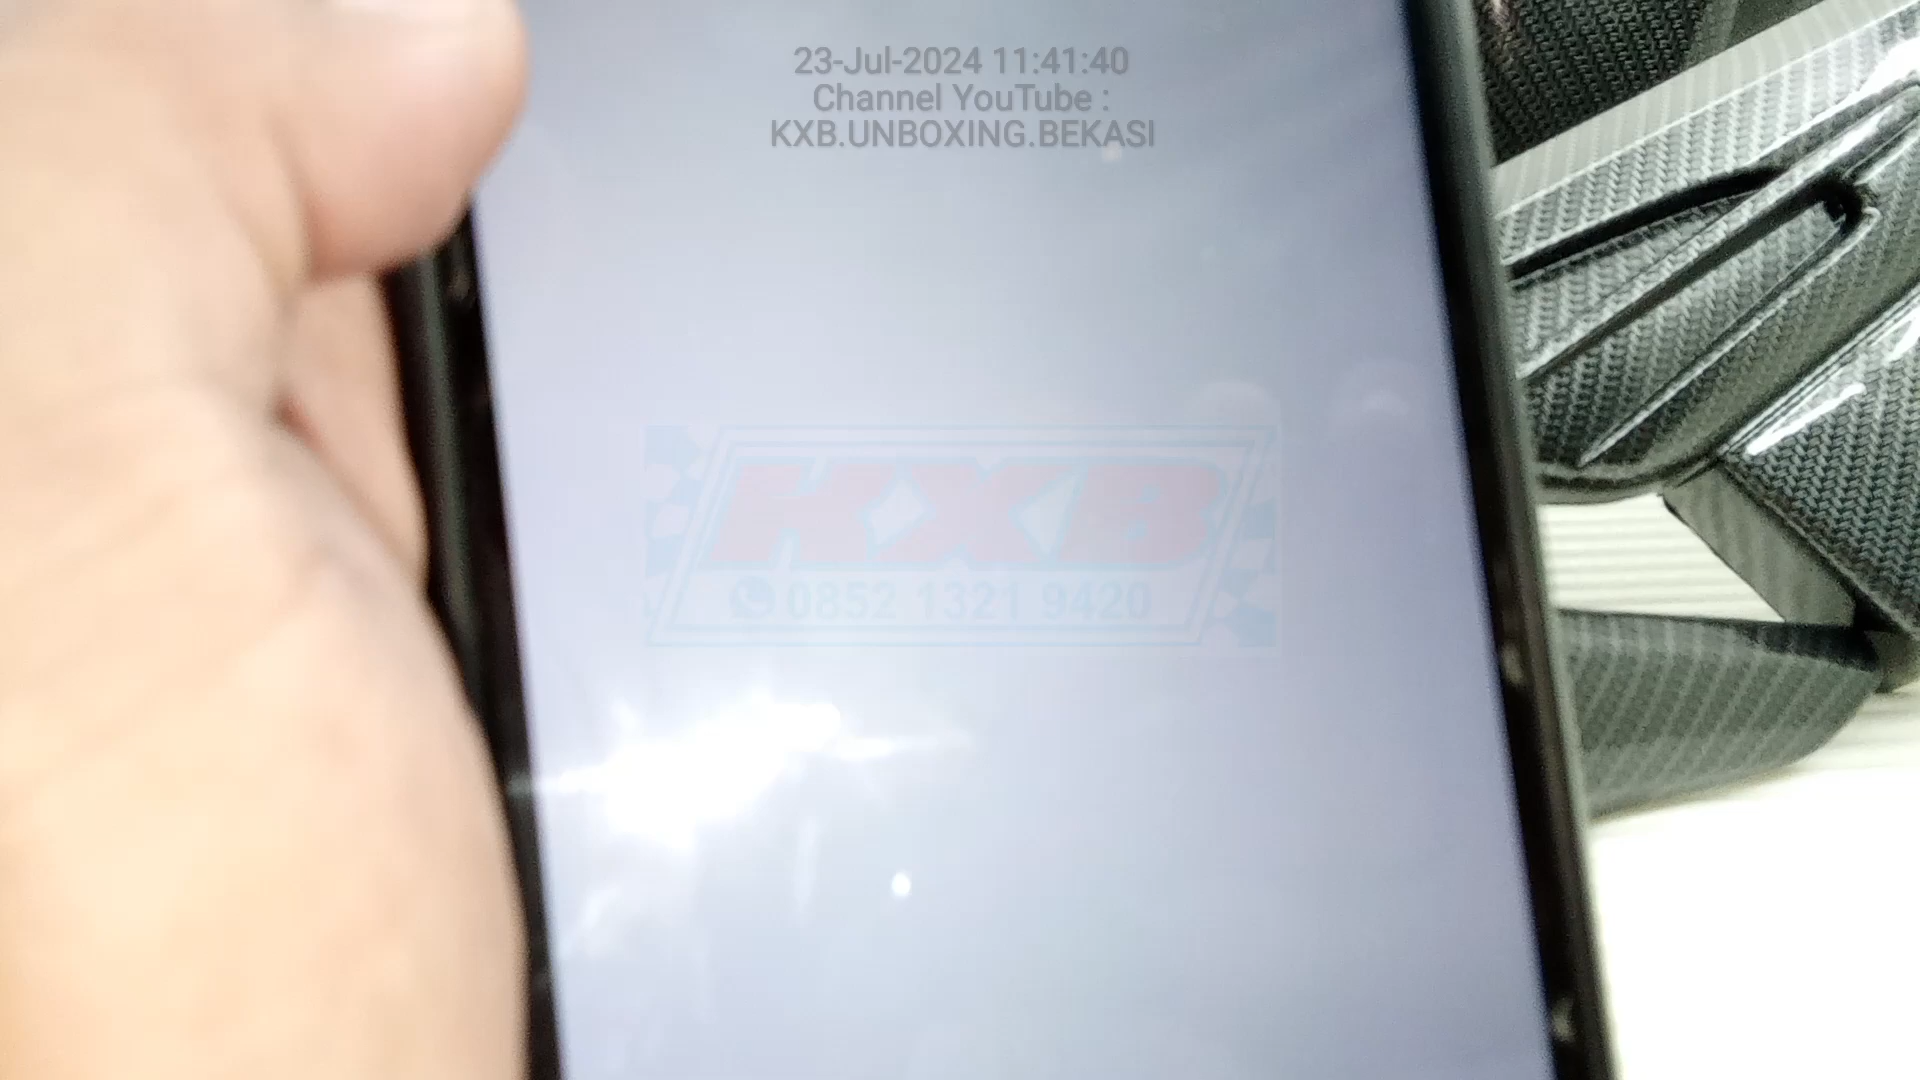 23-Jul-2024 11:41:40
Channel YouTube :
KXB.UNBOXING.BEKASI
KXB
0852 1321 9420